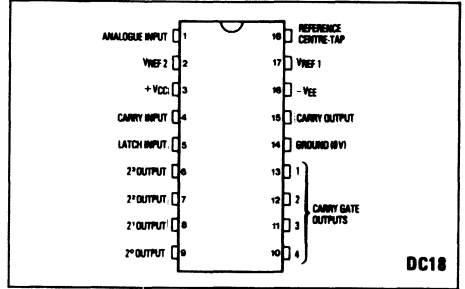 ANALOGUE INPUT 1 18 REFERENCE CENTRE-TAP
VREF 2 2 17 VREF 1
+VCC 3 16 -VEE
CARRY INPUT 4 15 CARRY OUTPUT
LATCH INPUT 5 14 GROUND (0V)
2³ OUTPUT 6 13 1
2² OUTPUT 7 12 2
2¹ OUTPUT 8 11 3
2⁰ OUTPUT 9 10 4
CARRY GATE
OUTPUTS
DC18